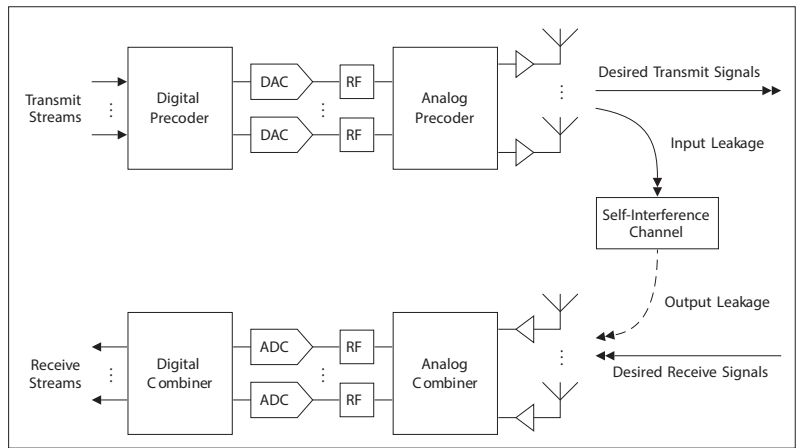 Transmit
Streams
Digital
Precoder
DAC
RF
DAC
RF
Analog
Precoder
Desired Transmit Signals
Input Leakage
Self-Interference
Channel
Output Leakage
Receive
Streams
Digital
Combiner
ADC
RF
ADC
RF
Analog
Combiner
Desired Receive Signals